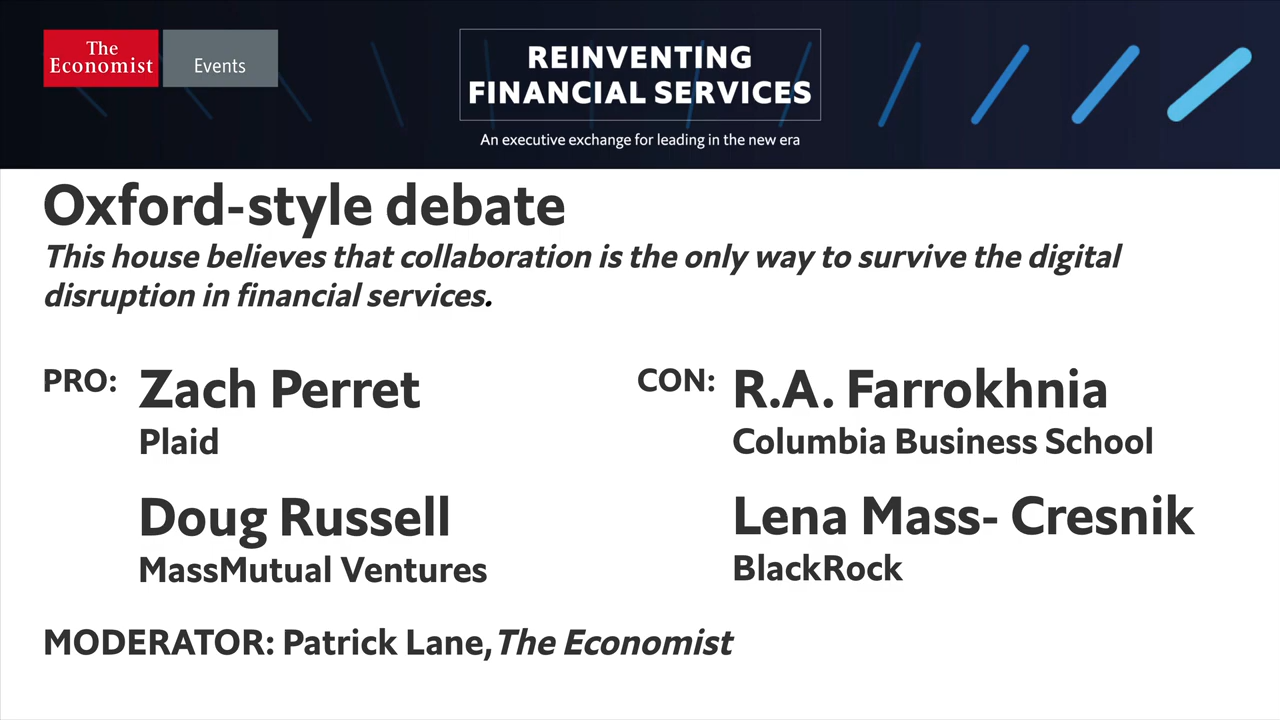 The
Economist
Events
REINVENTING
FINANCIAL SERVICES
An executive exchange for leading in the new era
Oxford-style debate
This house believes that collaboration is the only way to survive the digital
disruption in financial services.
PRO: Zach Perret
Plaid
Doug Russell
MassMutual Ventures
CON: R.A. Farrokhnia
Columbia Business School
Lena Mass- Cresnik
BlackRock
MODERATOR: Patrick Lane, The Economist